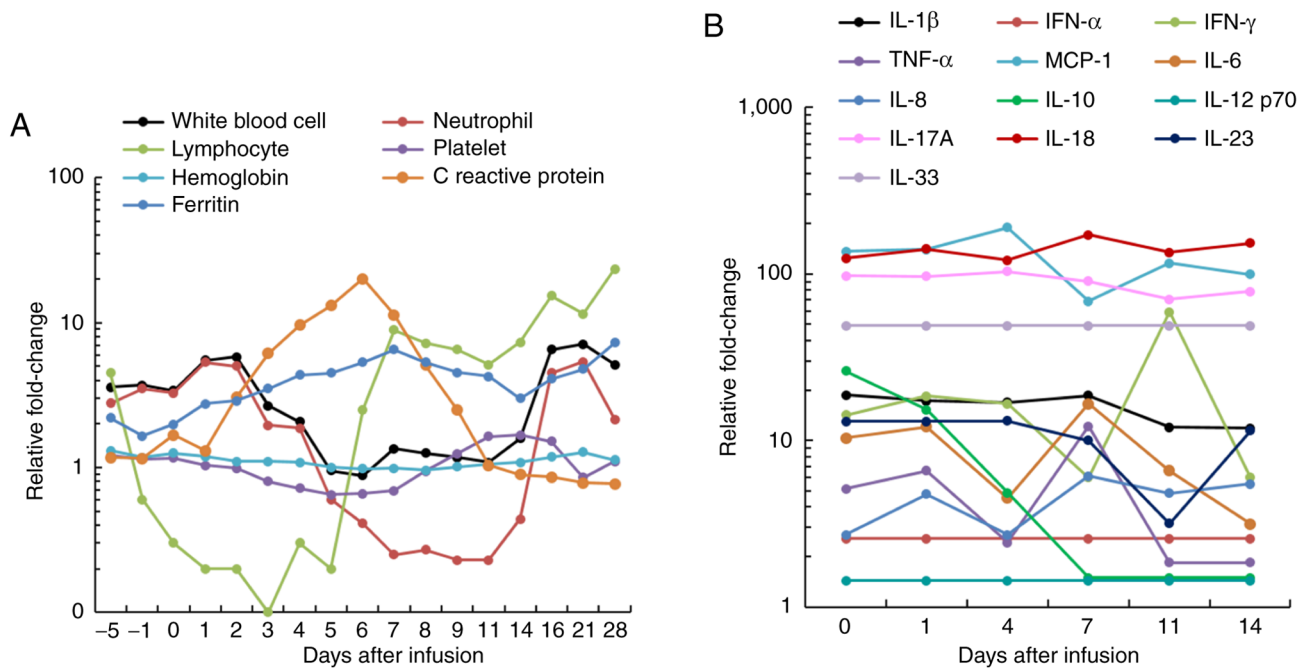 A
White blood cell
Neutrophil
Lymphocyte
Platelet
Hemoglobin
C reactive protein
Ferritin
100
10
1
0
Relative fold-change
−5 −1 0 1 2 3 4 5 6 7 8 9 11 14 16 21 28
Days after infusion
B
IL-1β IFN-α IFN-γ
TNF-α MCP-1 IL-6
IL-8 IL-10 IL-12 p70
IL-17A IL-18 IL-23
IL-33
1,000
100
10
1
Relative fold-change
0 1 4 7 11 14
Days after infusion